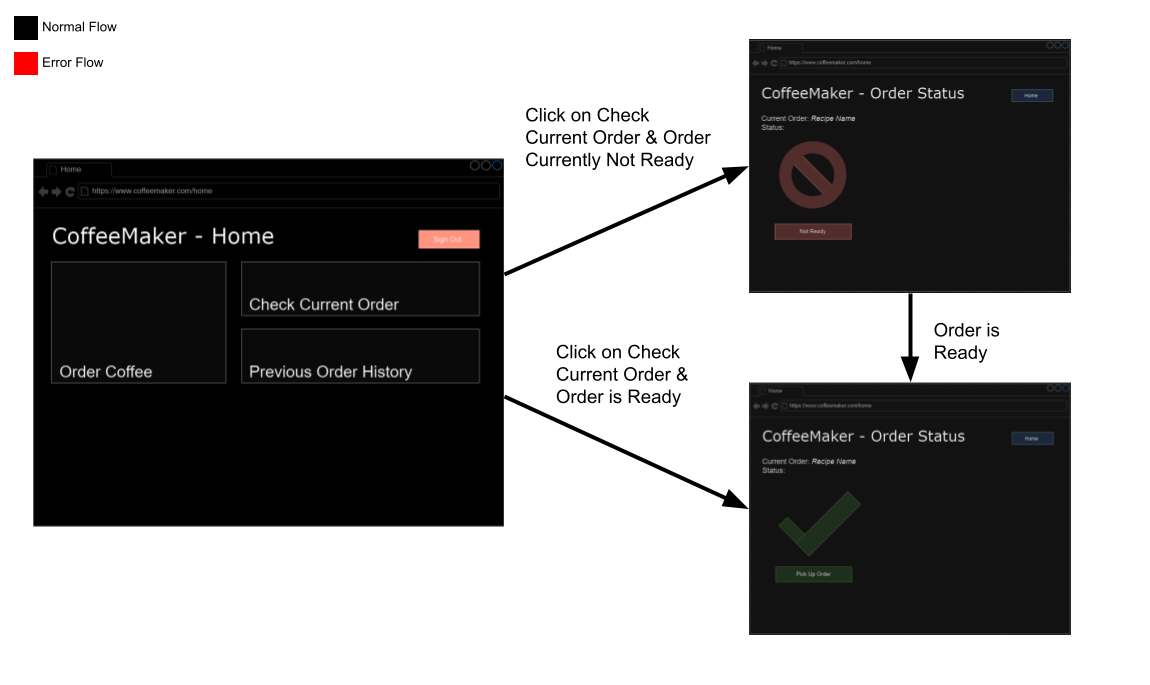 Normal Flow
Error Flow
Home
https://www.coffeemaker.com/home
CoffeeMaker - Home
Sign Out
Order Coffee
Check Current Order
Previous Order History
Click on Check
Current Order & Order
Currently Not Ready
Click on Check
Current Order &
Order is Ready
Home
https://www.coffeemaker.com/home
CoffeeMaker - Order Status
Home
Current Order: Recipe Name
Status:
Not Ready
Order is
Ready
Home
https://www.coffeemaker.com/home
CoffeeMaker - Order Status
Home
Current Order: Recipe Name
Status:
Pick Up Order